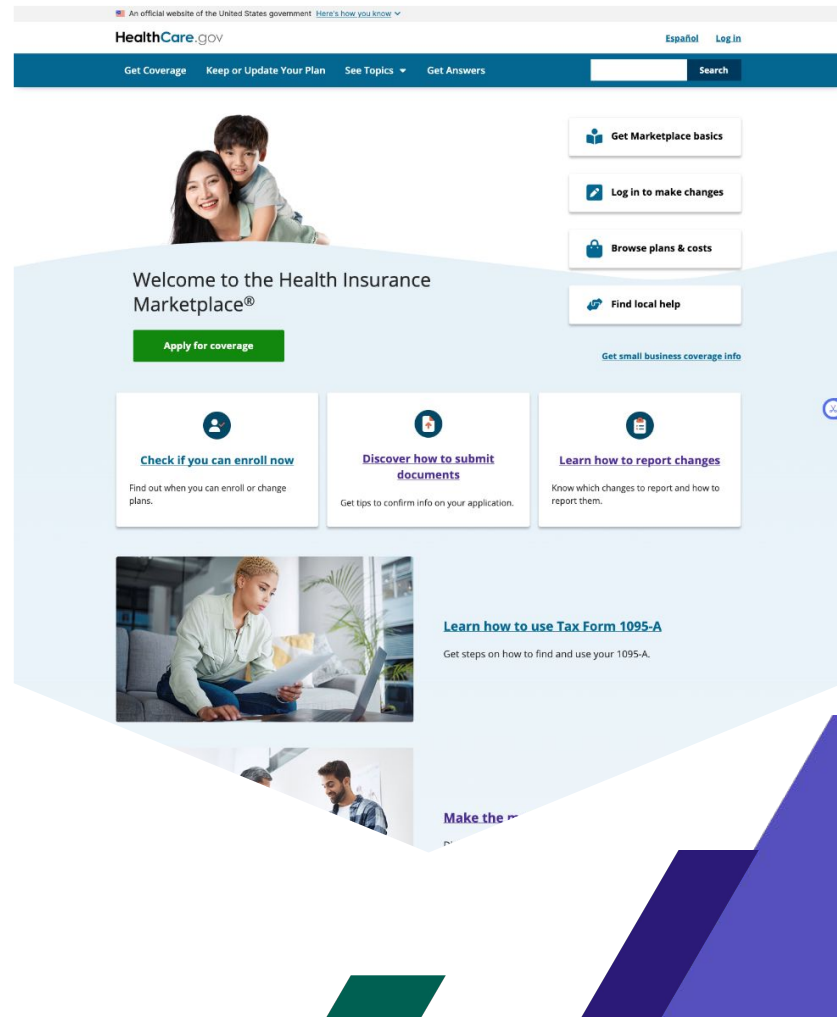 An official website of the United States government Here's how you know
HealthCare.gov
Español Log in
Get Coverage Keep or Update Your Plan See Topics Get Answers Search
Get Marketplace basics
Log in to make changes
Browse plans & costs
Welcome to the Health Insurance
Marketplace®
Find local help
Apply for coverage
Get small business coverage info
Check if you can enroll now
Find out when you can enroll or change
plans.
Discover how to submit
documents
Get tips to confirm info on your application.
Learn how to report changes
Know which changes to report and how to
report them.
Learn how to use Tax Form 1095-A
Get steps on how to find and use your 1095-A.
Make the